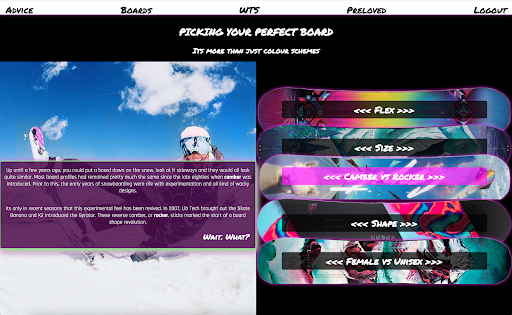 Advice Boards WTS Preloved Logout
Picking your perfect board
Its more than just colour schemes
Up until a few years ago, you could put a board down on the snow, look at it sideways and they would all look
quite similar. Most board profiles had remained pretty much the same since the late eighties when camber was
introduced. Prior to this, the early years of snowboarding were rife with experimentation and all kind of wacky
designs.
Its only in recent seasons that this experimental feel has been revived. In 2007, Lib Tech brought out the Skate
Banana and K2 introduced the Gyrator. These reverse camber, or rocker, sticks marked the start of a board
shape revolution.
Wait. What?
<<< Flex >>>
<<< Size >>>
<<< Camber vs Rocker >>>
<<< Shape >>>
<<< Female vs Unisex >>>